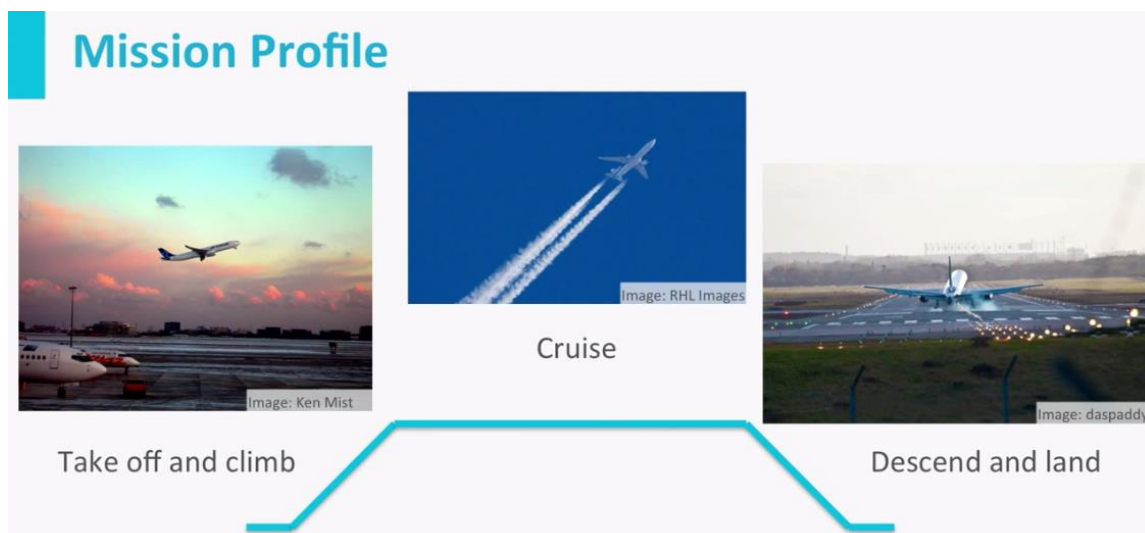 Mission Profile
Image: Ken Mist
Take off and climb
Image: RHL Images
Cruise
Image: daspaddy
Descend and land